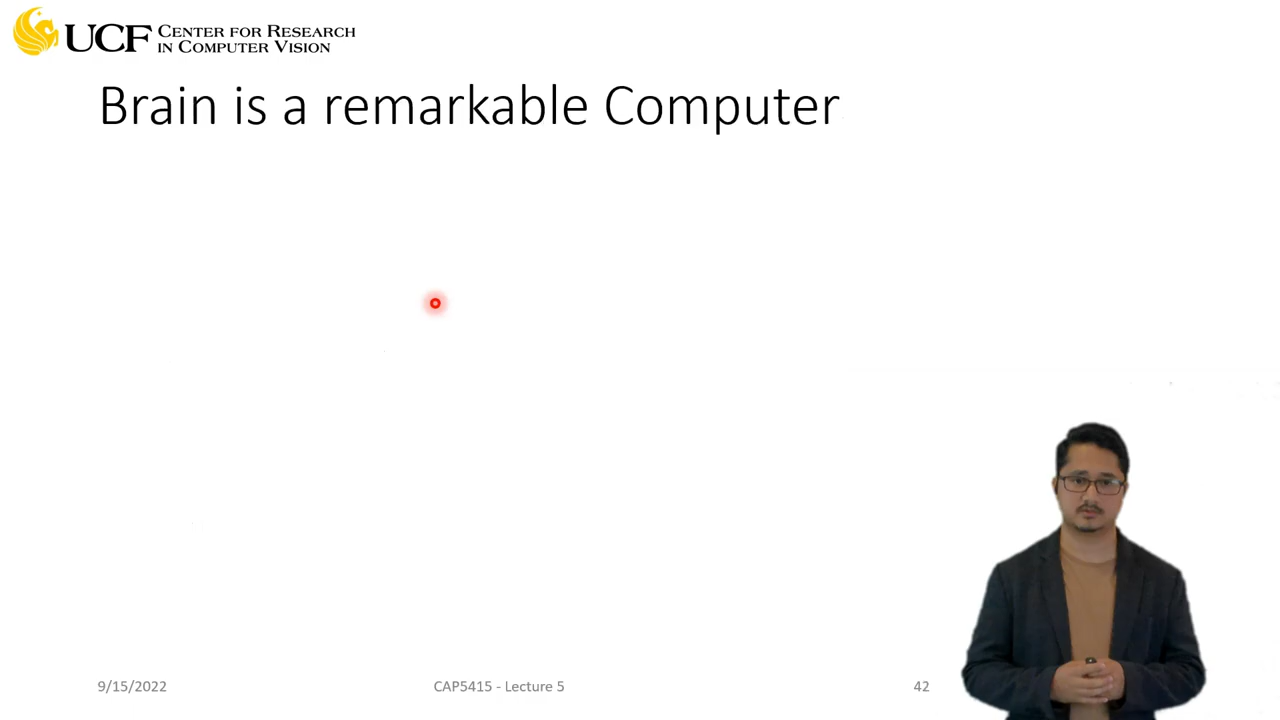 UCF CENTER FOR RESEARCH
IN COMPUTER VISION
Brain is a remarkable Computer
9/15/2022
CAP5415 - Lecture 5
42